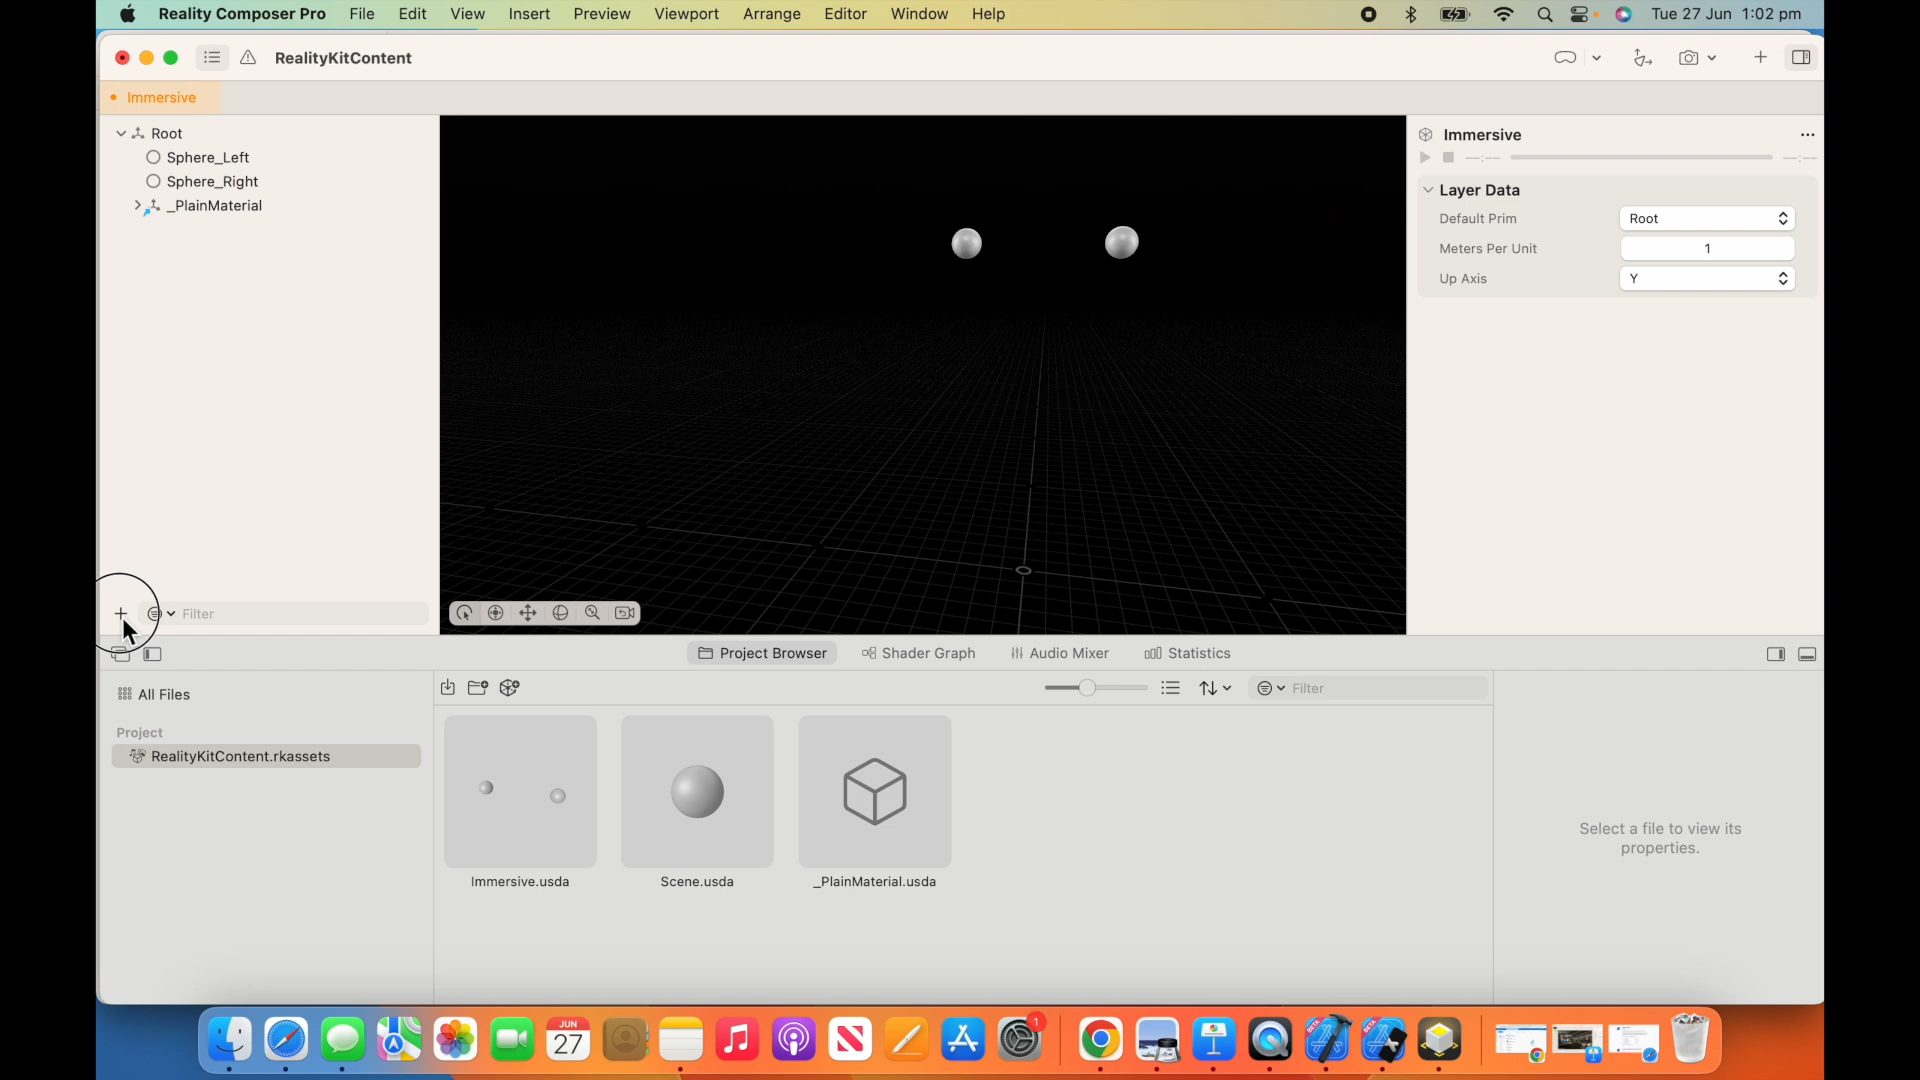 Reality Composer Pro File Edit View Insert Preview Viewport Arrange Editor Window Help Tue 27 Jun 1:02 pm
RealityKitContent
Immersive
Root
Sphere_Left
Sphere_Right
_PlainMaterial
Filter
Immersive
--:-- --:--
Layer Data
Default Prim Root
Meters Per Unit 1
Up Axis Y
Project Browser Shader Graph Audio Mixer Statistics
All Files
Project
RealityKitContent.rkassets
Filter
Immersive.usda Scene.usda _PlainMaterial.usda
Select a file to view its
properties.
JUN
27
1